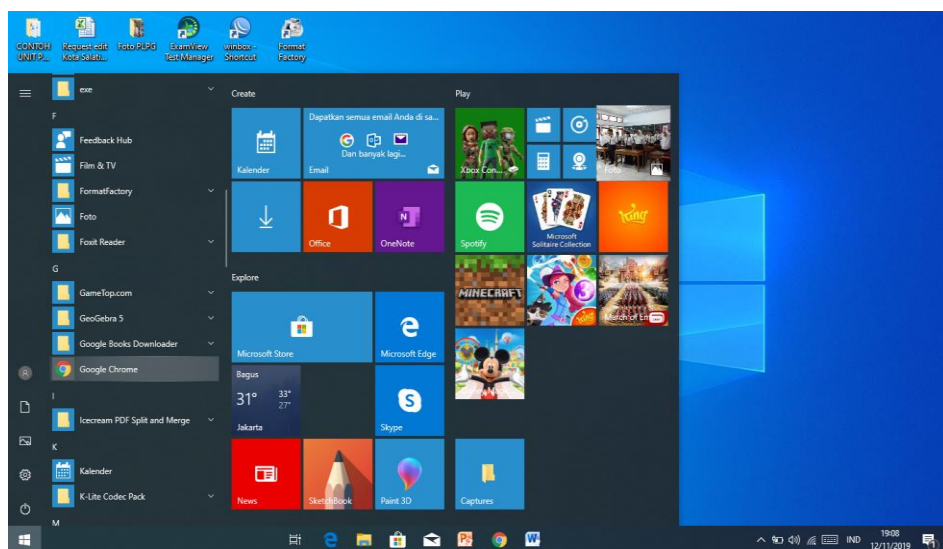 CONTOH
UNIT P...
Request edit
Kota Salati...
Foto PLPG
ExamView
Test Manager
winbox -
Shortcut
Format
Factory
exe
F
Feedback Hub
Film & TV
FormatFactory
Foto
Foxit Reader
G
GameTop.com
GeoGebra 5
Google Books Downloader
Google Chrome
I
Icecream PDF Split and Merge
K
Kalender
K-Lite Codec Pack
M
Create
Kalender
Dapatkan semua email Anda di sa...
Dan banyak lagi...
Email
Office
OneNote
Explore
Microsoft Store
Microsoft Edge
Bagus
31°
33°
27°
Jakarta
Skype
News
SketchBook
Paint 3D
Play
Xbox Con...
Foto
Spotify
Microsoft
Solitaire Collection
King
MINECRAFT
3
King
March of Em...
Captures
IND
19:08
12/11/2019